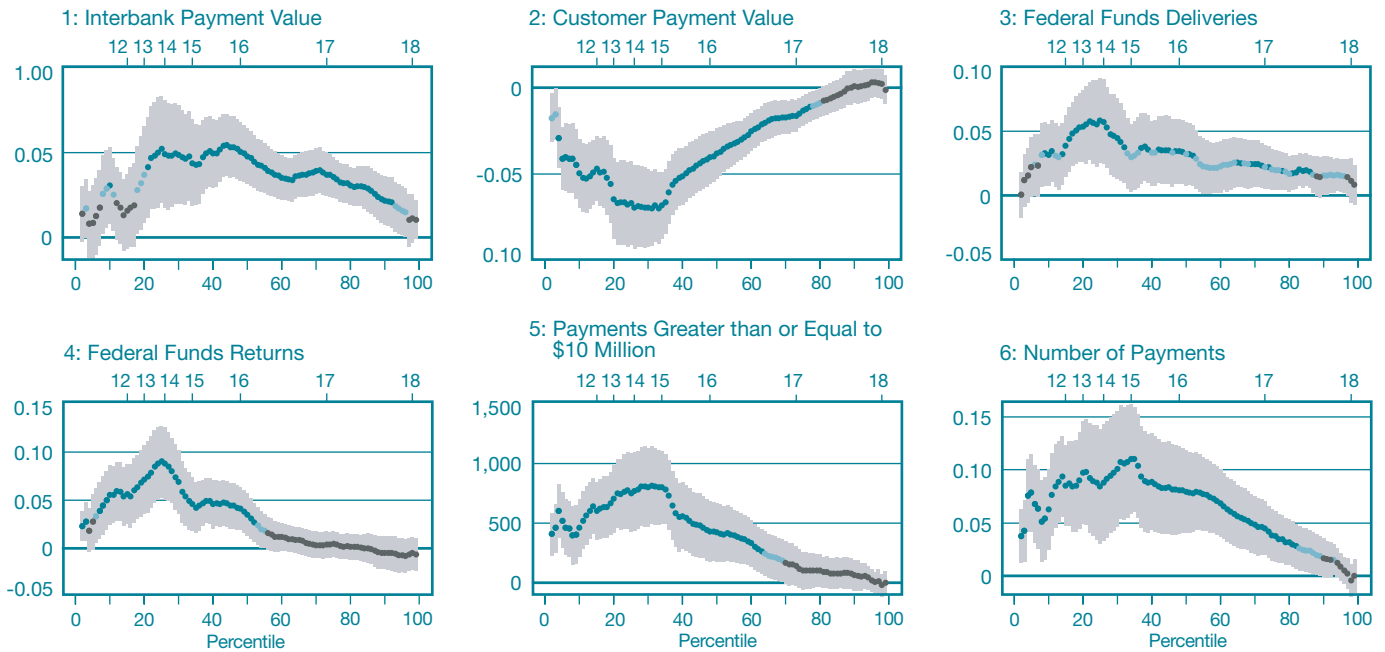 1: Interbank Payment Value
12 13 14 15 16 17 18
1.00
0.05
0
0 20 40 60 80 100
2: Customer Payment Value
12 13 14 15 16 17 18
0
-0.05
0.10
0 20 40 60 80 100
3: Federal Funds Deliveries
12 13 14 15 16 17 18
0.10
0.05
0
-0.05
0 20 40 60 80 100
4: Federal Funds Returns
12 13 14 15 16 17 18
0.15
0.10
0.05
0
-0.05
0 20 40 60 80 100
Percentile
5: Payments Greater than or Equal to
$10 Million
12 13 14 15 16 17 18
1,500
1,000
500
0
0 20 40 60 80 100
Percentile
6: Number of Payments
12 13 14 15 16 17 18
0.15
0.10
0.05
0
0 20 40 60 80 100
Percentile